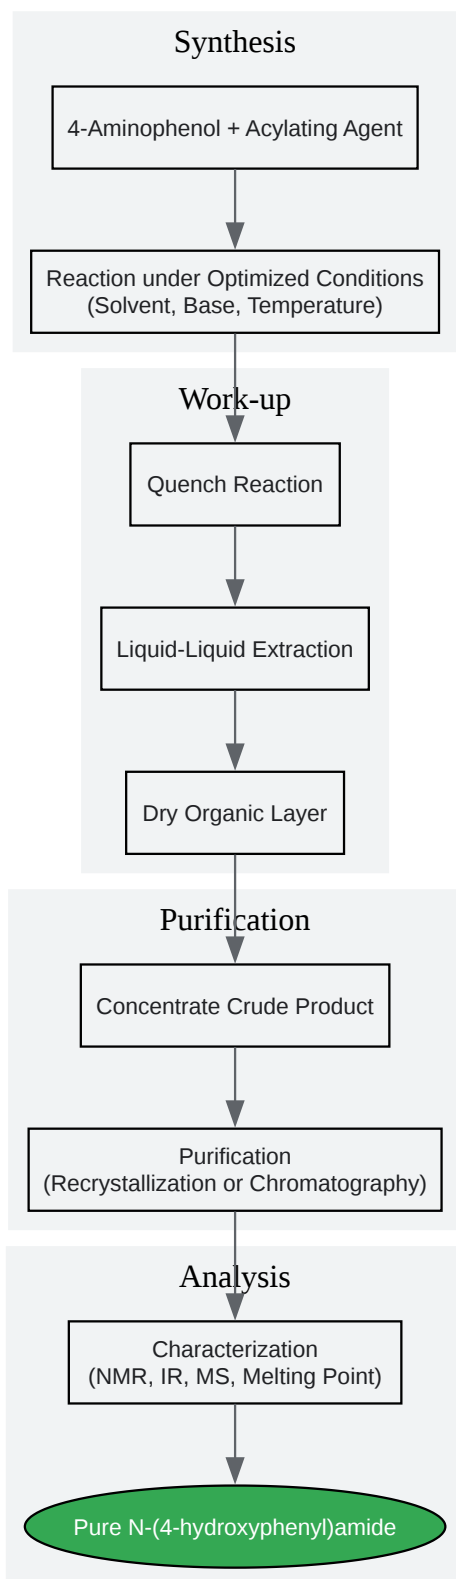 Synthesis
4-Aminophenol + Acylating Agent
Reaction under Optimized Conditions
(Solvent, Base, Temperature)
Work-up
Quench Reaction
Liquid-Liquid Extraction
Dry Organic Layer
Purification
Concentrate Crude Product
Purification
(Recrystallization or Chromatography)
Analysis
Characterization
(NMR, IR, MS, Melting Point)
Pure N-(4-hydroxyphenyl)amide